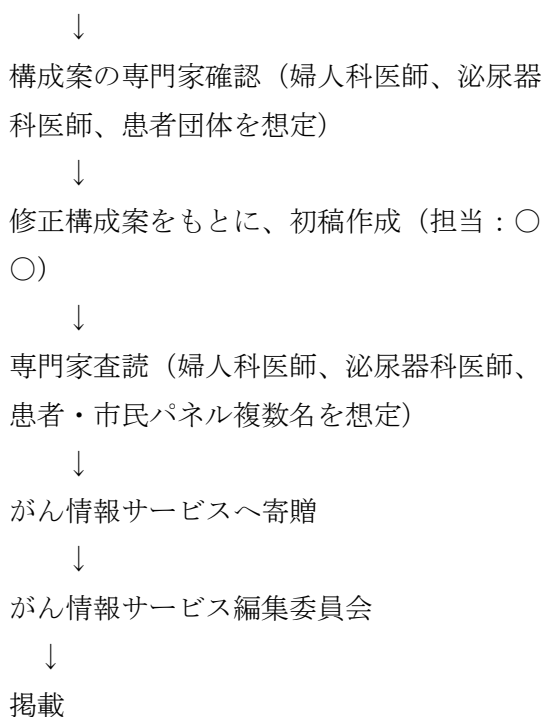 ↓
構成案の専門家確認（婦人科医師、泌尿器
科医師、患者団体を想定）
↓
修正構成案をもとに、初稿作成（担当：〇
〇）
↓
専門家査読（婦人科医師、泌尿器科医師、
患者・市民パネル複数名を想定）
↓
がん情報サービスへ寄贈
↓
がん情報サービス編集委員会
↓
掲載